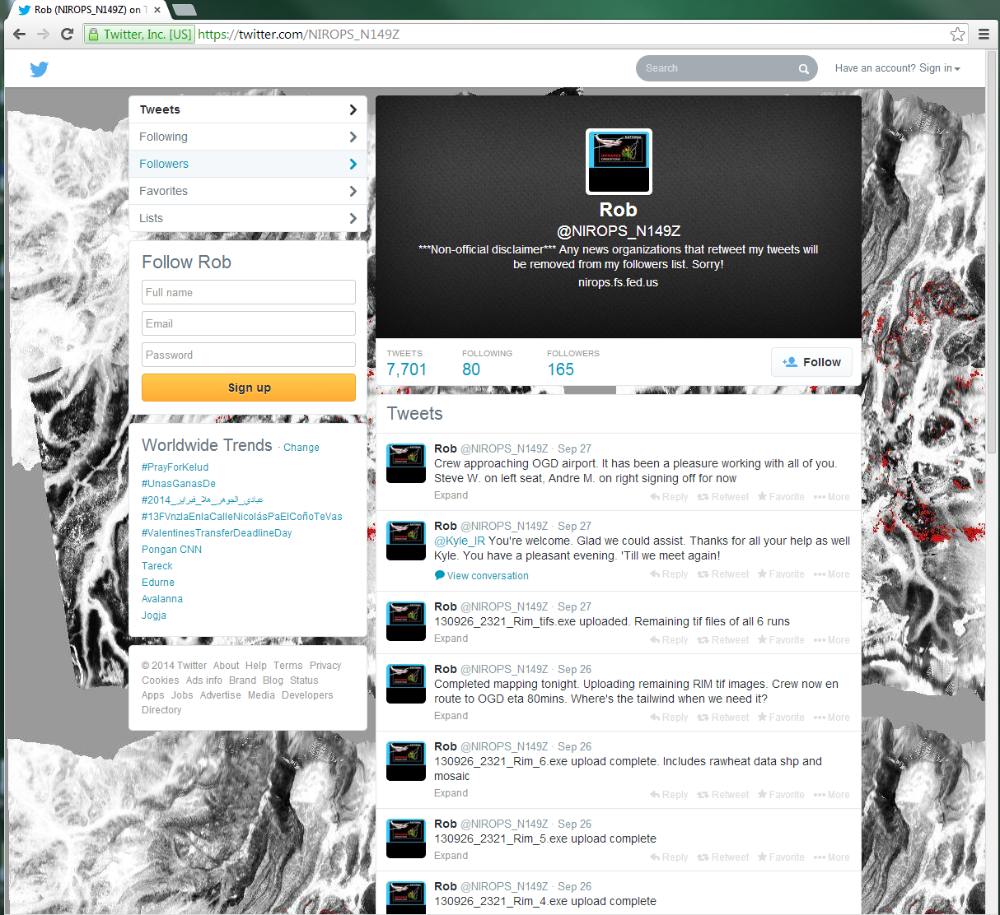 Rob (NIROPS_N149Z) on T
Twitter, Inc. [US] https://twitter.com/NIROPS_N149Z
Search
Have an account? Sign in
Tweets
Following
Followers
Favorites
Lists
Follow Rob
Full name
Email
Password
Sign up
Worldwide Trends · Change
#PrayForKelud
#UnasGanasDe
#عبادي_الجوهر_هلا_فبراير_2014
#13FVnzlaEnlaCalleNicolásPaElCoñoTeVas
#ValentinesTransferDeadlineDay
Pongan CNN
Tareck
Edurne
Avalanna
Jogja
© 2014 Twitter About Help Terms Privacy
Cookies Ads info Brand Blog Status
Apps Jobs Advertise Media Developers
Directory
NATIONAL
INFRARED
OPERATIONS
Rob
@NIROPS_N149Z
***Non-official disclaimer*** Any news organizations that retweet my tweets will
be removed from my followers list. Sorry!
nirops.fs.fed.us
TWEETS FOLLOWING FOLLOWERS
7,701 80 165
Follow
Tweets
Rob @NIROPS_N149Z · Sep 27
Crew approaching OGD airport. It has been a pleasure working with all of you.
Steve W. on left seat, Andre M. on right signing off for now
Expand Reply Retweet Favorite More
Rob @NIROPS_N149Z · Sep 27
@Kyle_IR You're welcome. Glad we could assist. Thanks for all your help as well
Kyle. You have a pleasant evening. 'Till we meet again!
View conversation Reply Retweet Favorite More
Rob @NIROPS_N149Z · Sep 27
130926_2321_Rim_tifs.exe uploaded. Remaining tif files of all 6 runs
Expand Reply Retweet Favorite More
Rob @NIROPS_N149Z · Sep 26
Completed mapping tonight. Uploading remaining RIM tif images. Crew now en
route to OGD eta 80mins. Where's the tailwind when we need it?
Expand Reply Retweet Favorite More
Rob @NIROPS_N149Z · Sep 26
130926_2321_Rim_6.exe upload complete. Includes rawheat data shp and
mosaic
Expand Reply Retweet Favorite More
Rob @NIROPS_N149Z · Sep 26
130926_2321_Rim_5.exe upload complete
Expand Reply Retweet Favorite More
Rob @NIROPS_N149Z · Sep 26
130926_2321_Rim_4.exe upload complete